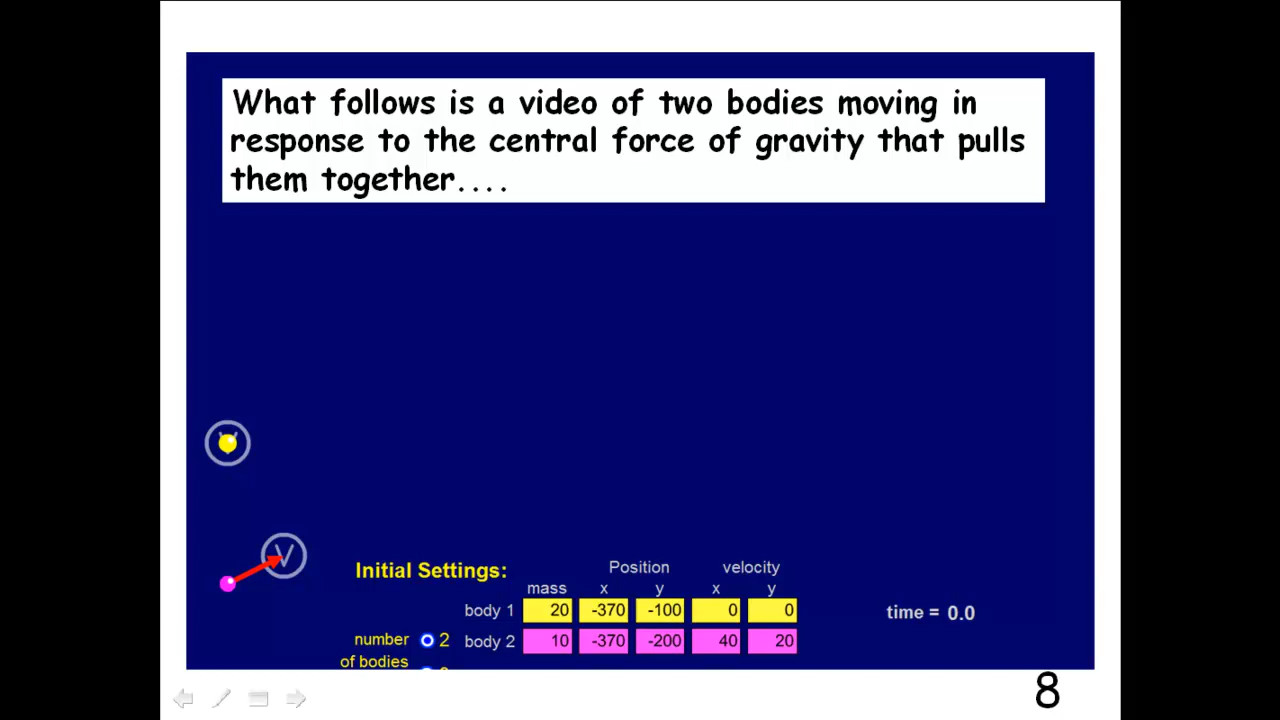 What follows is a video of two bodies moving in
response to the central force of gravity that pulls
them together....
V
Initial Settings:
Position velocity
mass x y x y
body 1 20 -370 -100 0 0
time = 0.0
number 2 body 2 10 -370 -200 40 20
of bodies
8